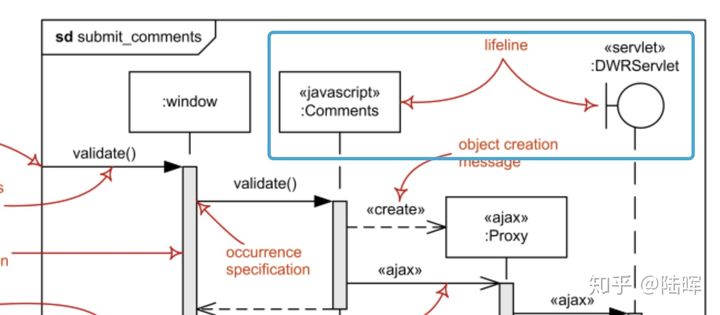 sd submit_comments
lifeline
«servlet»
:DWRServlet
:window
«javascript»
:Comments
validate()
object creation
message
validate()
«create»
«ajax»
:Proxy
s
occurrence
specification
n
«ajax»
«ajax»
知乎 @陆晖